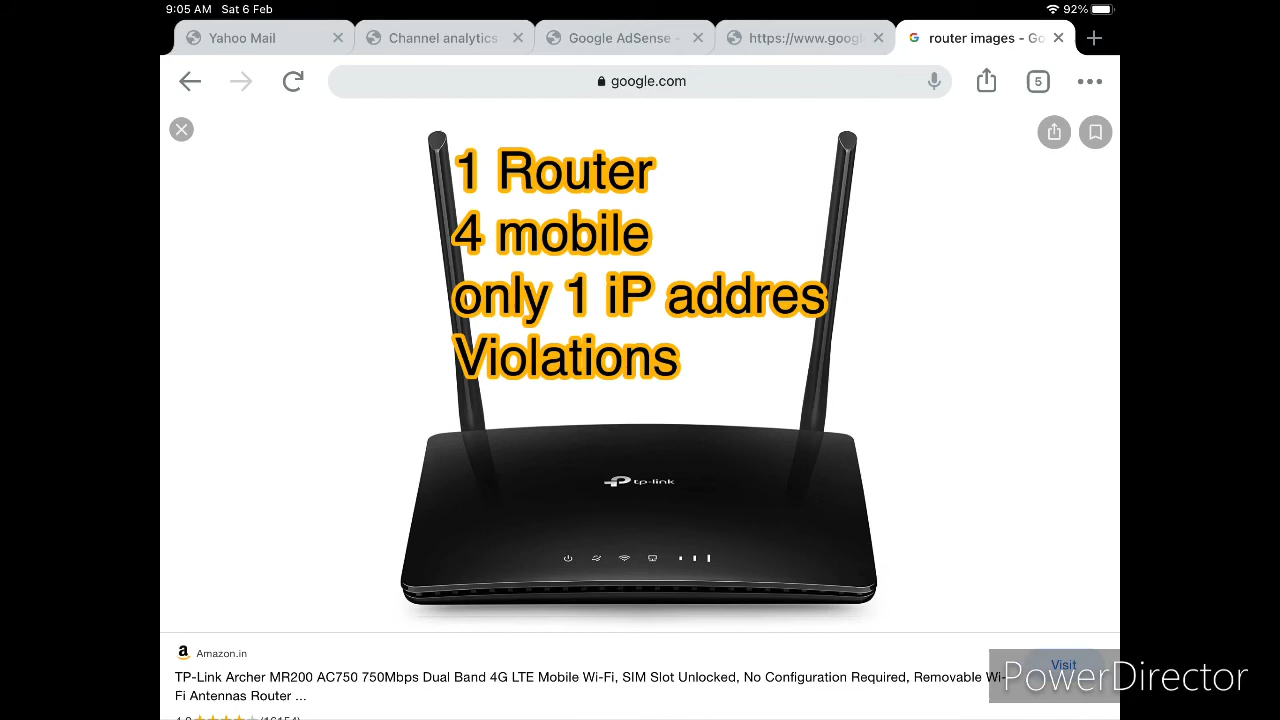 9:05 AM Sat 6 Feb
92%
Yahoo Mail
Channel analytics
Google AdSense -
https://www.goog
router images - Go
google.com
5
1 Router
4 mobile
only 1 iP addres
Violations
tp-link
Amazon.in
TP-Link Archer MR200 AC750 750Mbps Dual Band 4G LTE Mobile Wi-Fi, SIM Slot Unlocked, No Configuration Required, Removable Wi-
Fi Antennas Router ...
Visit
PowerDirector